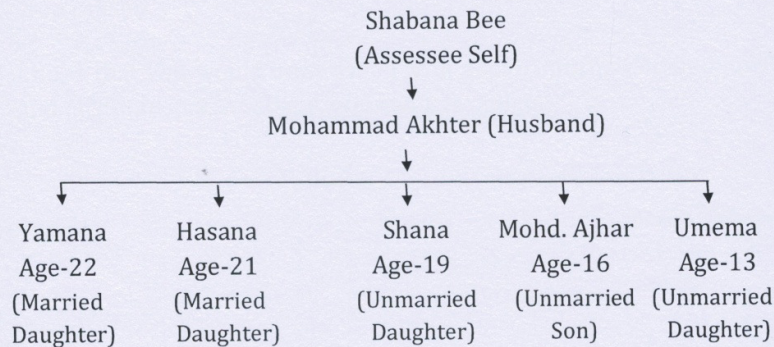 Shabana Bee
(Assessee Self)
Mohammad Akhter (Husband)
Yamana Hasana Shana Mohd. Ajhar Umema
Age-22 Age-21 Age-19 Age-16 Age-13
(Married (Married (Unmarried (Unmarried (Unmarried
Daughter) Daughter) Daughter) Son) Daughter)